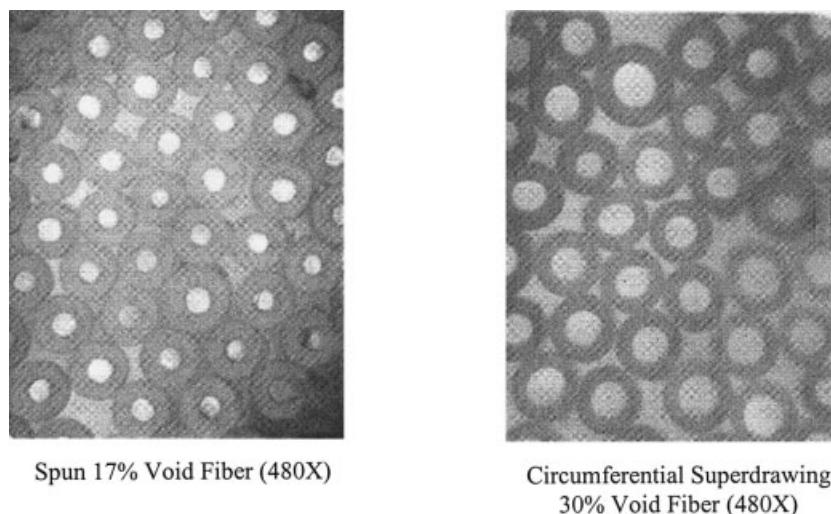 Spun 17% Void Fiber (480X)
Circumferential Superdrawing
30% Void Fiber (480X)